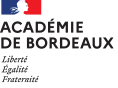 ACADÉMIE
DE BORDEAUX
Liberté
Égalité
Fraternité